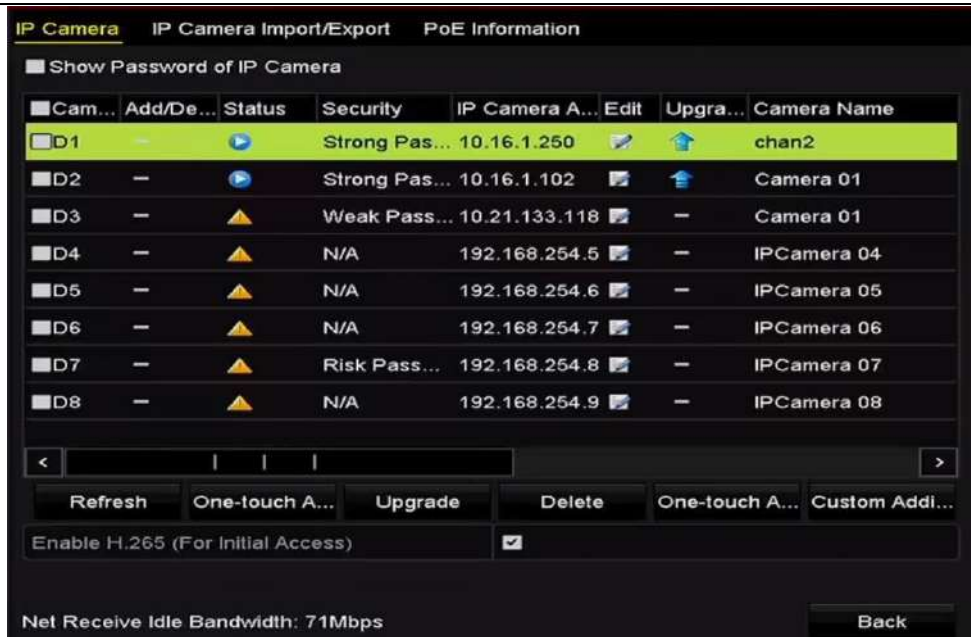 IP Camera IP Camera Import/Export PoE Information
Show Password of IP Camera
Cam... Add/De... Status Security IP Camera A... Edit Upgra... Camera Name
D1 — Strong Pas... 10.16.1.250 chan2
D2 — Strong Pas... 10.16.1.102 Camera 01
D3 — Weak Pass... 10.21.133.118 — Camera 01
D4 — N/A 192.168.254.5 — IPCamera 04
D5 — N/A 192.168.254.6 — IPCamera 05
D6 — N/A 192.168.254.7 — IPCamera 06
D7 — Risk Pass... 192.168.254.8 — IPCamera 07
D8 — N/A 192.168.254.9 — IPCamera 08
< >
Refresh One-touch A... Upgrade Delete One-touch A... Custom Addi...
Enable H.265 (For Initial Access)
Net Receive Idle Bandwidth: 71Mbps Back